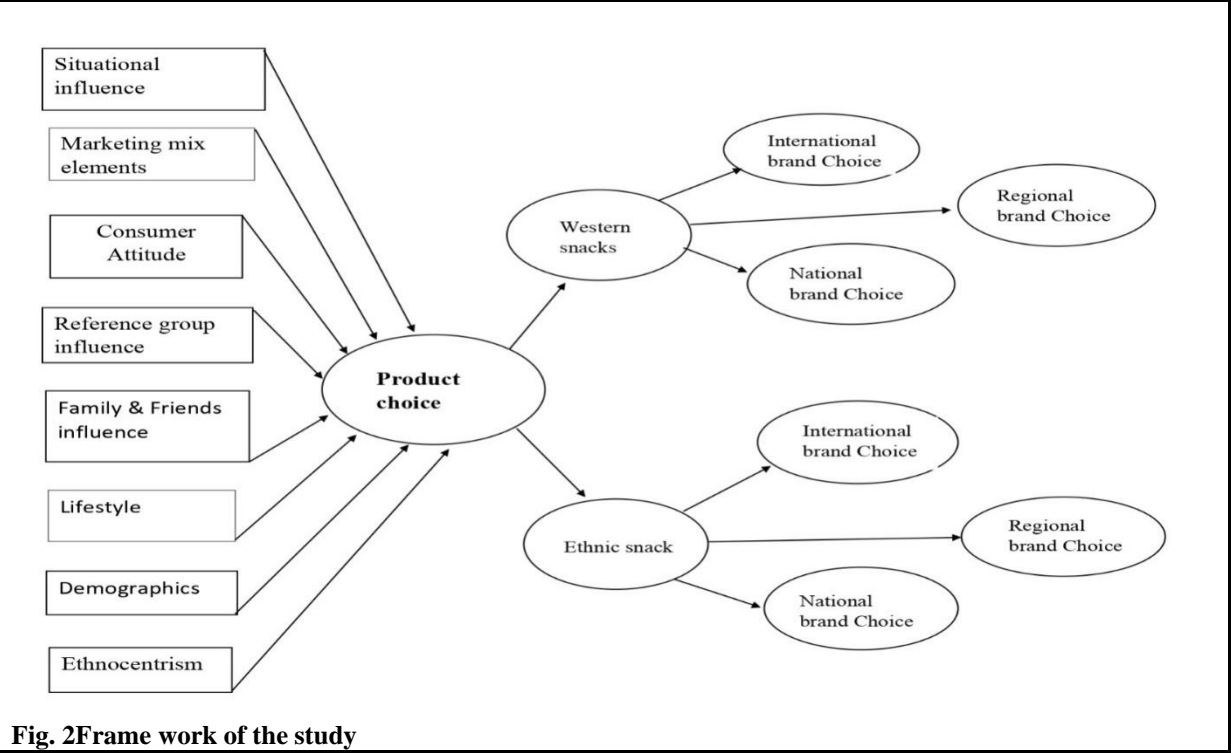 Situational
influence
Marketing mix
elements
Consumer
Attitude
Reference group
influence
Family & Friends
influence
Lifestyle
Demographics
Ethnocentrism
Product
choice
Western
snacks
International
brand Choice
Regional
brand Choice
National
brand Choice
Ethnic snack
International
brand Choice
Regional
brand Choice
National
brand Choice
Fig. 2Frame work of the study